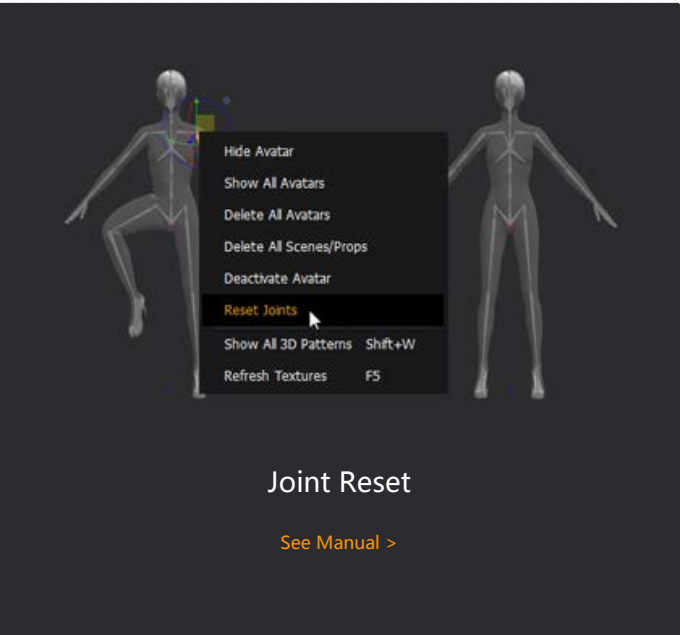 Hide Avatar
Show All Avatars
Delete All Avatars
Delete All Scenes/Props
Deactivate Avatar
Reset Joints
Show All 3D Patterns Shift+W
Refresh Textures F5
Joint Reset
See Manual >